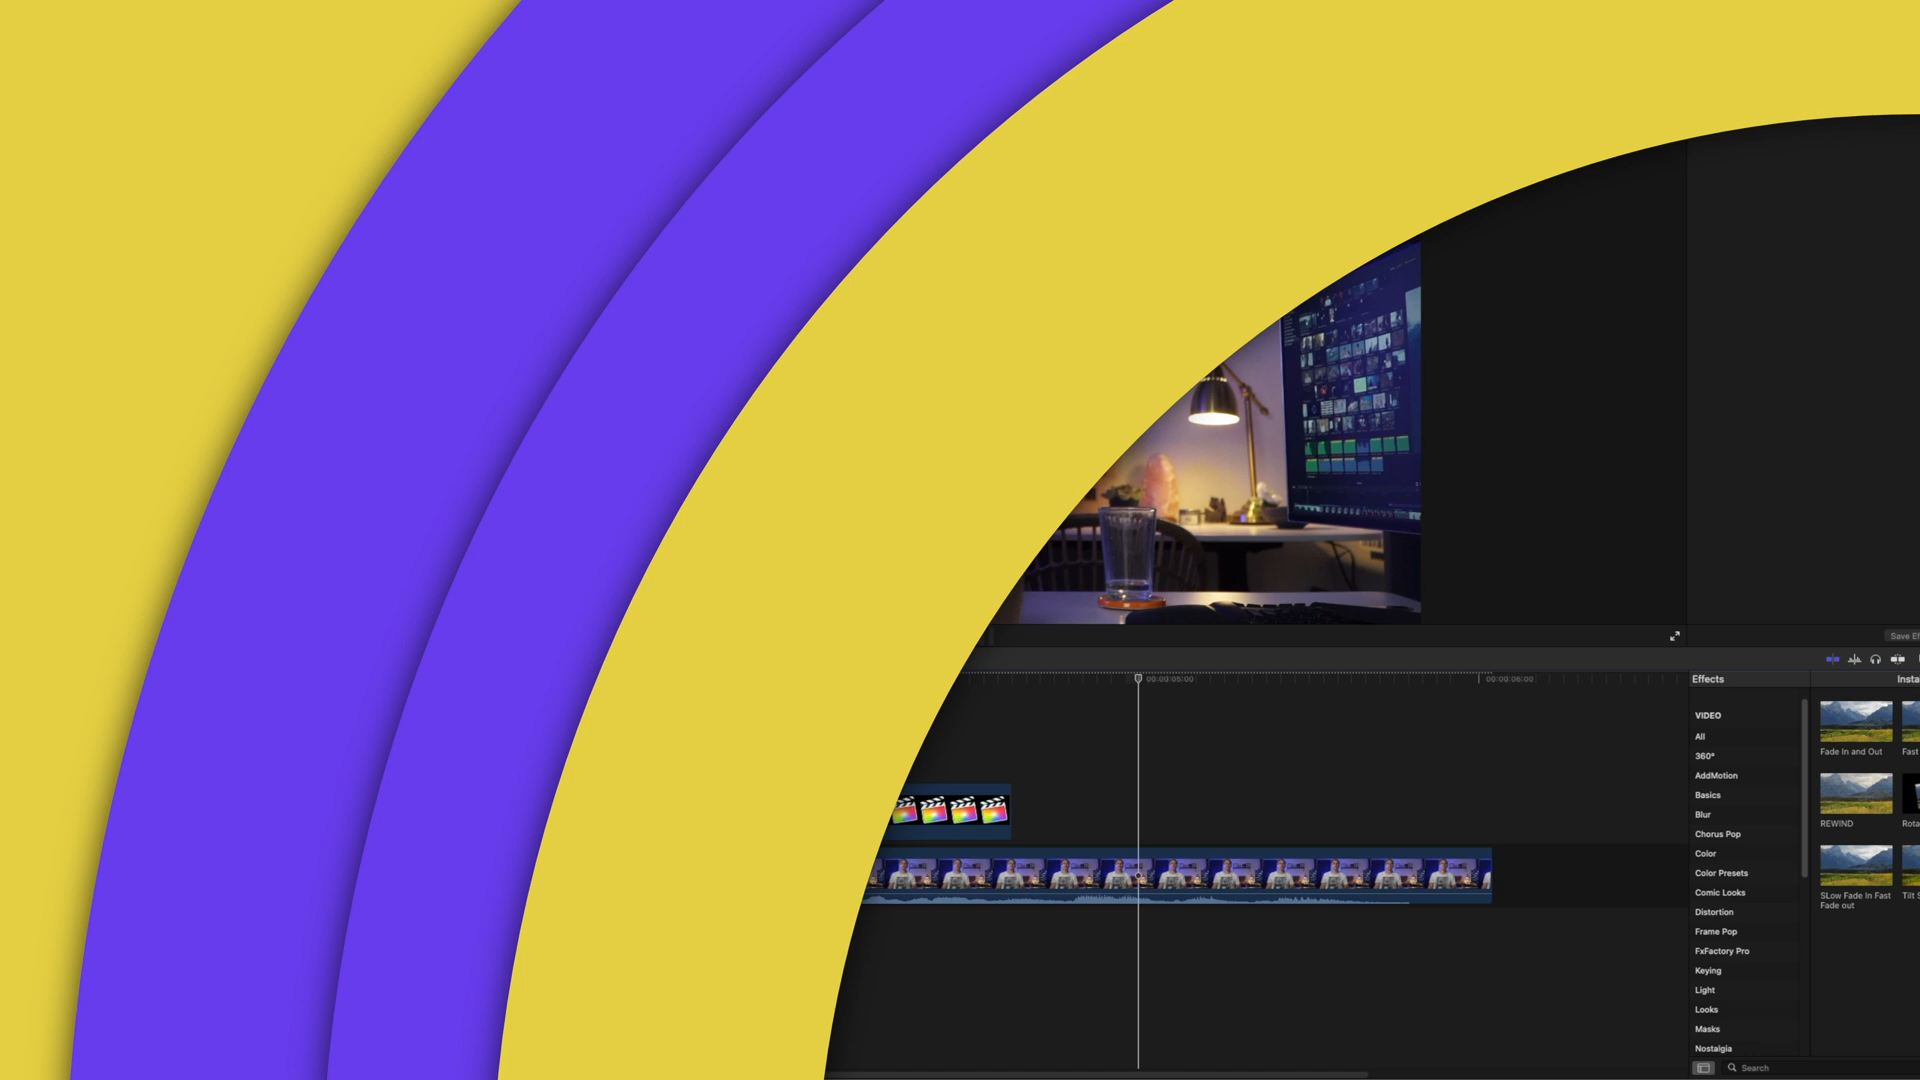 Save Ef
00:00:05:00
00:00:06:00
Effects
Insta
VIDEO
All
360°
AddMotion
Basics
Blur
Chorus Pop
Color
Color Presets
Comic Looks
Distortion
Frame Pop
FxFactory Pro
Keying
Light
Looks
Masks
Nostalgia
Fade In and Out
Fast
REWIND
Rota
SLow Fade In Fast
Fade out
Tilt S
Search